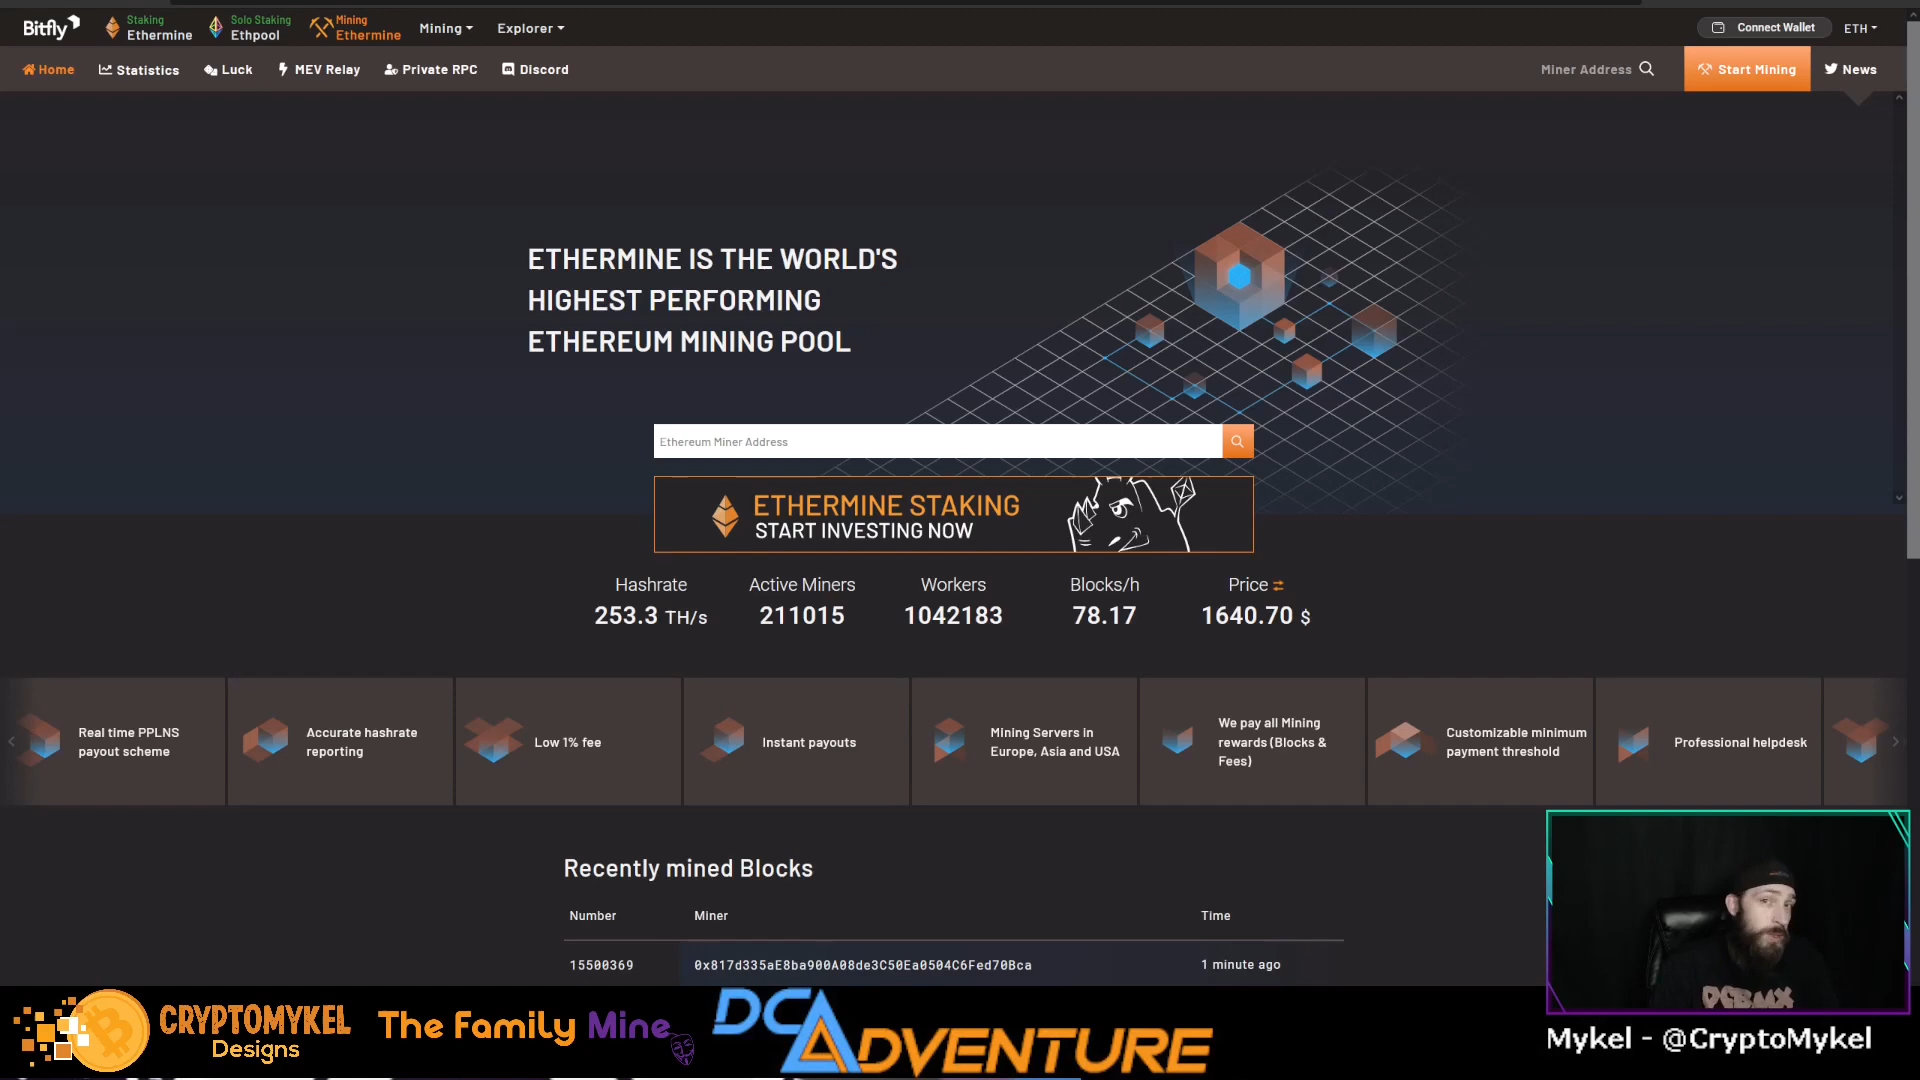 Bitfly
Staking
Ethermine
Solo Staking
Ethpool
Mining
Ethermine
Mining
Explorer
Connect Wallet
ETH
Home
Statistics
Luck
MEV Relay
Private RPC
Discord
Miner Address
Start Mining
News
ETHERMINE IS THE WORLD'S
HIGHEST PERFORMING
ETHEREUM MINING POOL
Ethereum Miner Address
ETHERMINE STAKING
START INVESTING NOW
Hashrate
253.3 TH/s
Active Miners
211015
Workers
1042183
Blocks/h
78.17
Price
1640.70 $
Real time PPLNS
payout scheme
Accurate hashrate
reporting
Low 1% fee
Instant payouts
Mining Servers in
Europe, Asia and USA
We pay all Mining
rewards (Blocks &
Fees)
Customizable minimum
payment threshold
Professional helpdesk
Recently mined Blocks
Number Miner Time
15500369 0x817d335aE8ba900A08de3C50Ea0504C6Fed70Bca 1 minute ago
CRYPTOMYKEL
Designs
The Family Mine
DCADVENTURE
Mykel - @CryptoMykel